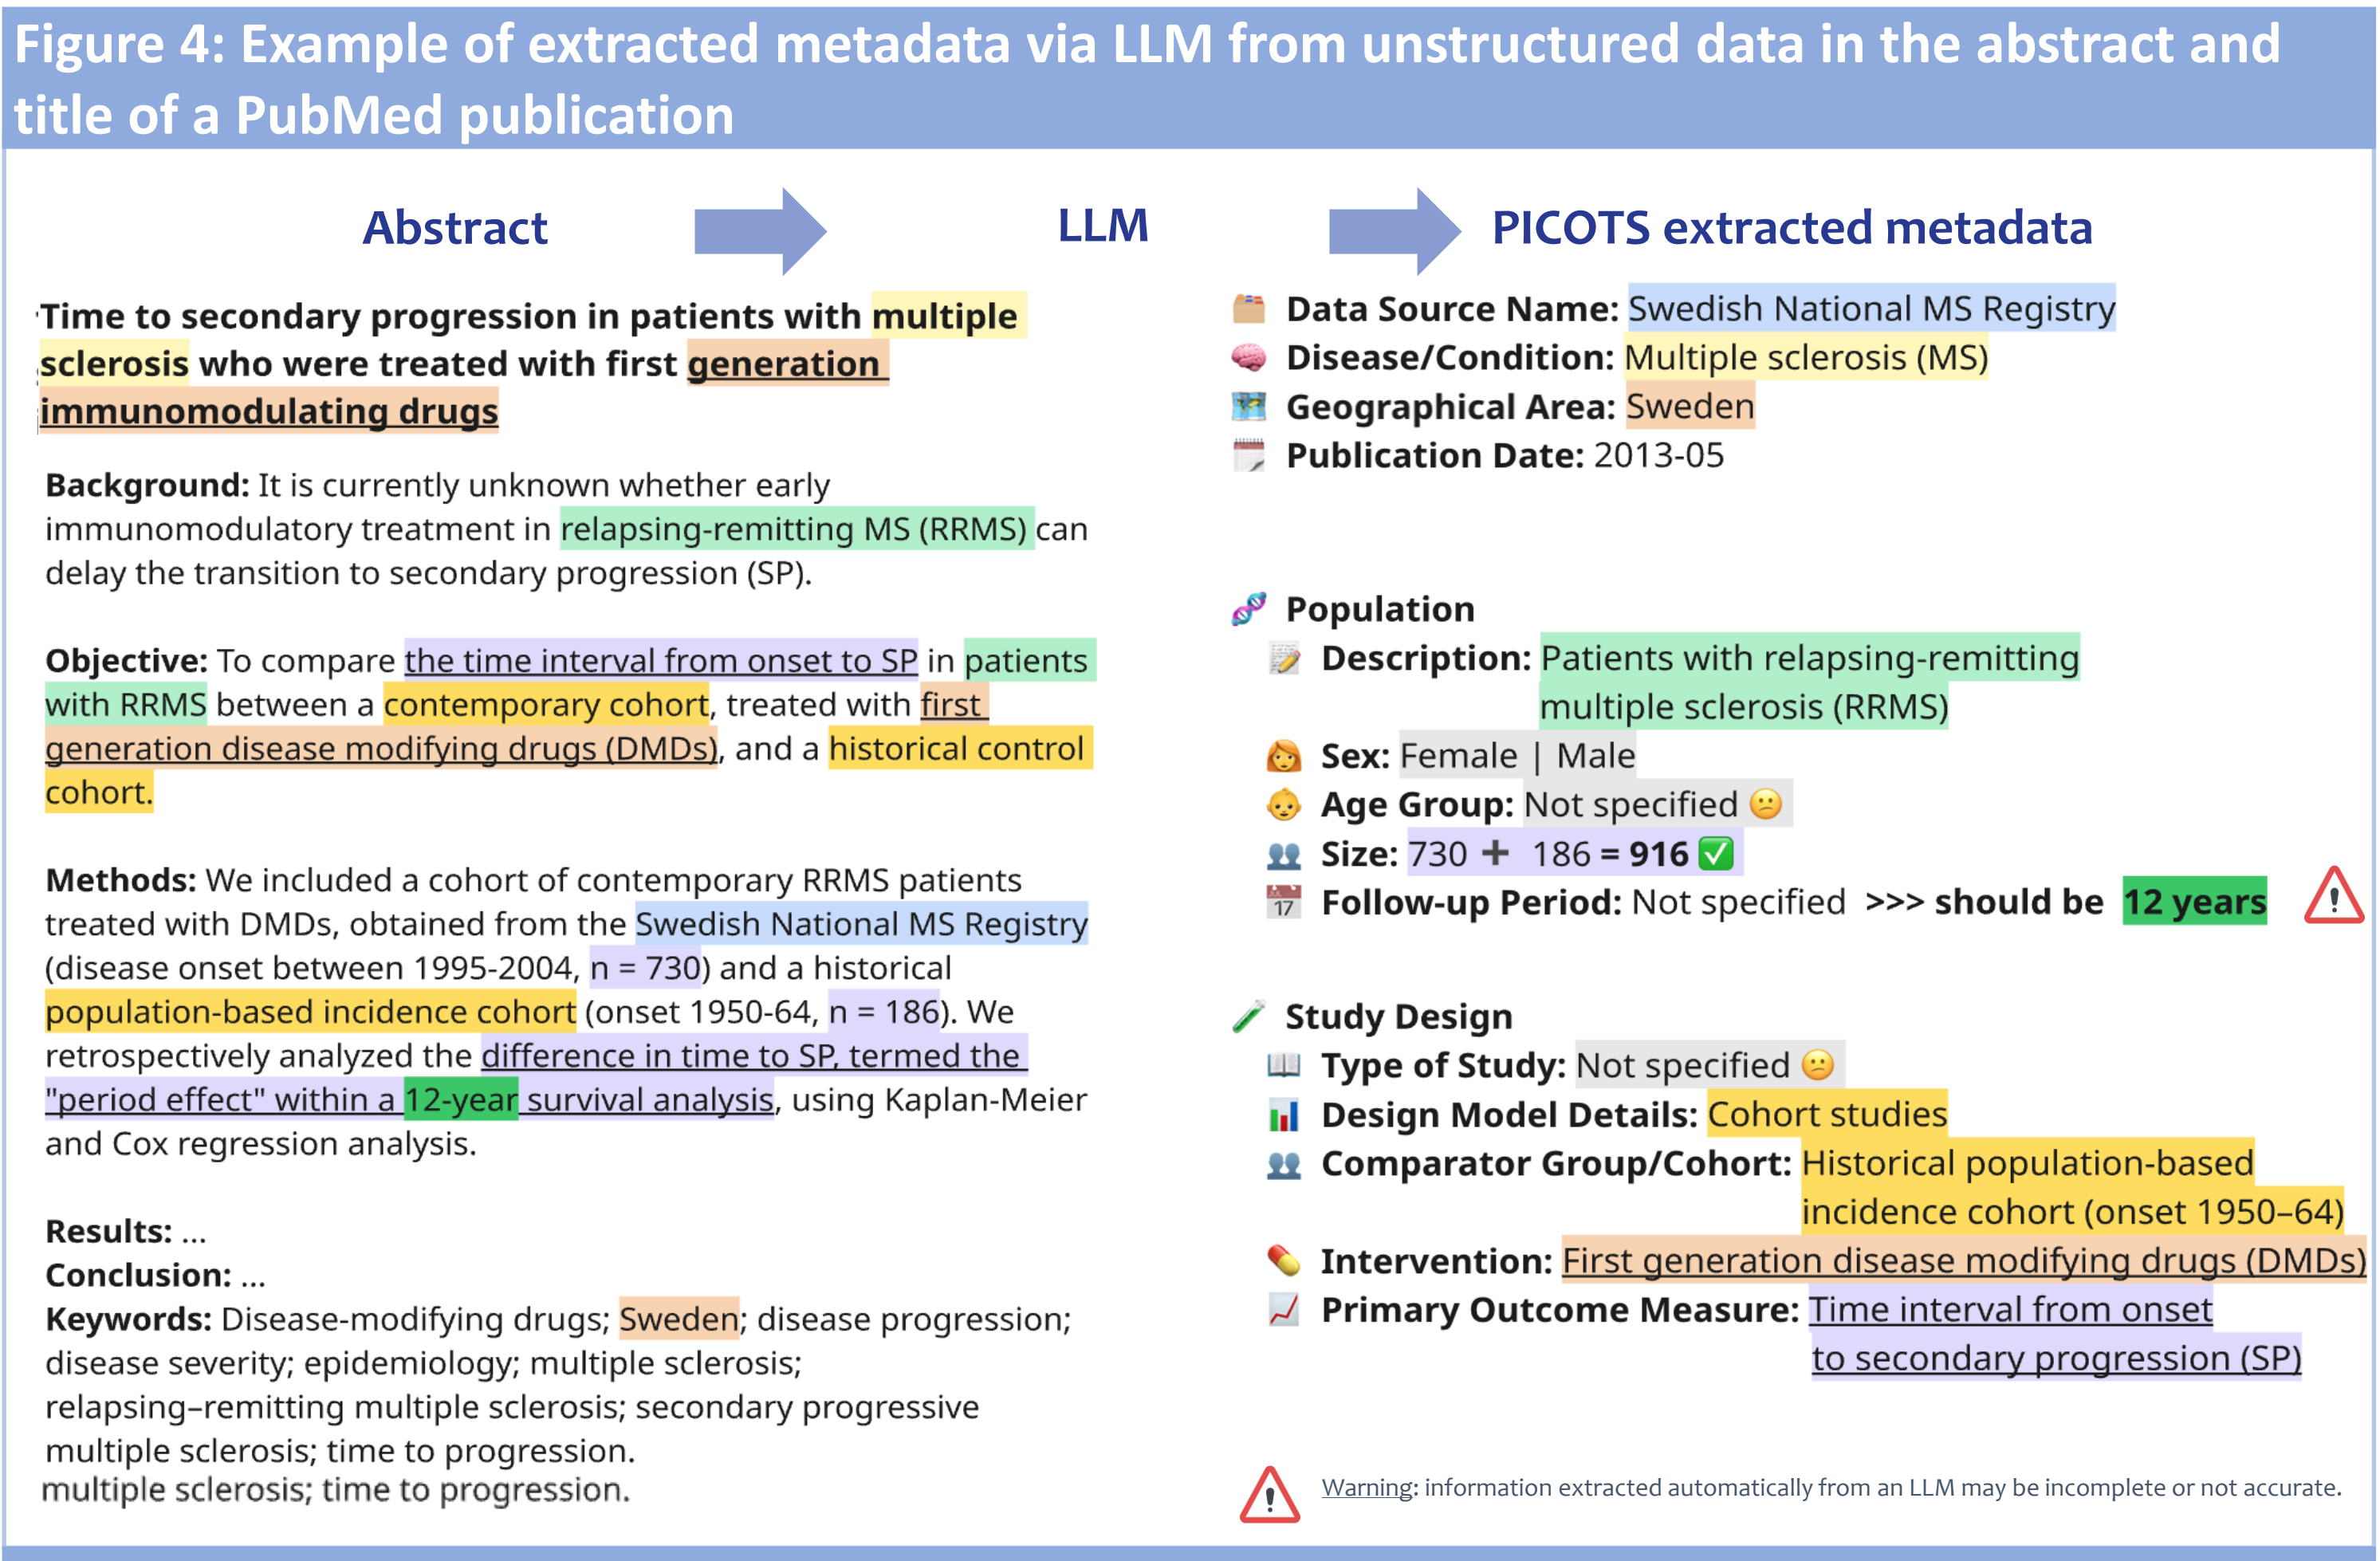 Figure 4: Example of extracted metadata via LLM from unstructured data in the abstract and
title of a PubMed publication
Abstract
LLM
PICOTS extracted metadata
Time to secondary progression in patients with multiple
sclerosis who were treated with first generation
immunomodulating drugs
Background: It is currently unknown whether early
immunomodulatory treatment in relapsing-remitting MS (RRMS) can
delay the transition to secondary progression (SP).
Objective: To compare the time interval from onset to SP in patients
with RRMS between a contemporary cohort, treated with first
generation disease modifying drugs (DMDs), and a historical control
cohort.
Methods: We included a cohort of contemporary RRMS patients
treated with DMDs, obtained from the Swedish National MS Registry
(disease onset between 1995-2004, n = 730) and a historical
population-based incidence cohort (onset 1950-64, n = 186). We
retrospectively analyzed the difference in time to SP, termed the
"period effect" within a 12-year survival analysis, using Kaplan-Meier
and Cox regression analysis.
Results: ...
Conclusion: ...
Keywords: Disease-modifying drugs; Sweden; disease progression;
disease severity; epidemiology; multiple sclerosis;
relapsing–remitting multiple sclerosis; secondary progressive
multiple sclerosis; time to progression.
multiple sclerosis; time to progression.
Data Source Name: Swedish National MS Registry
Disease/Condition: Multiple sclerosis (MS)
Geographical Area: Sweden
Publication Date: 2013-05
Population
Description: Patients with relapsing-remitting
multiple sclerosis (RRMS)
Sex: Female | Male
Age Group: Not specified 😕
Size: 730 ➕ 186 = 916 ✅
17 Follow-up Period: Not specified >>> should be 12 years
Study Design
Type of Study: Not specified 😕
Design Model Details: Cohort studies
Comparator Group/Cohort: Historical population-based
incidence cohort (onset 1950–64)
Intervention: First generation disease modifying drugs (DMDs)
Primary Outcome Measure: Time interval from onset
to secondary progression (SP)
Warning: information extracted automatically from an LLM may be incomplete or not accurate.